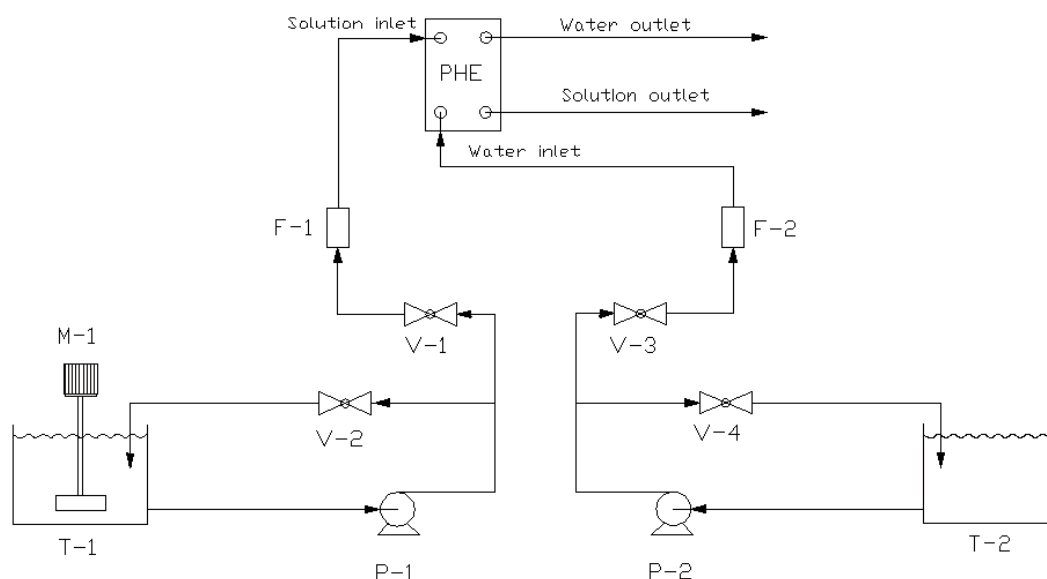 Solution inlet
Water outlet
PHE
Solution outlet
Water inlet
F-1
F-2
M-1
V-1
V-3
V-2
V-4
T-1
T-2
P-1
P-2